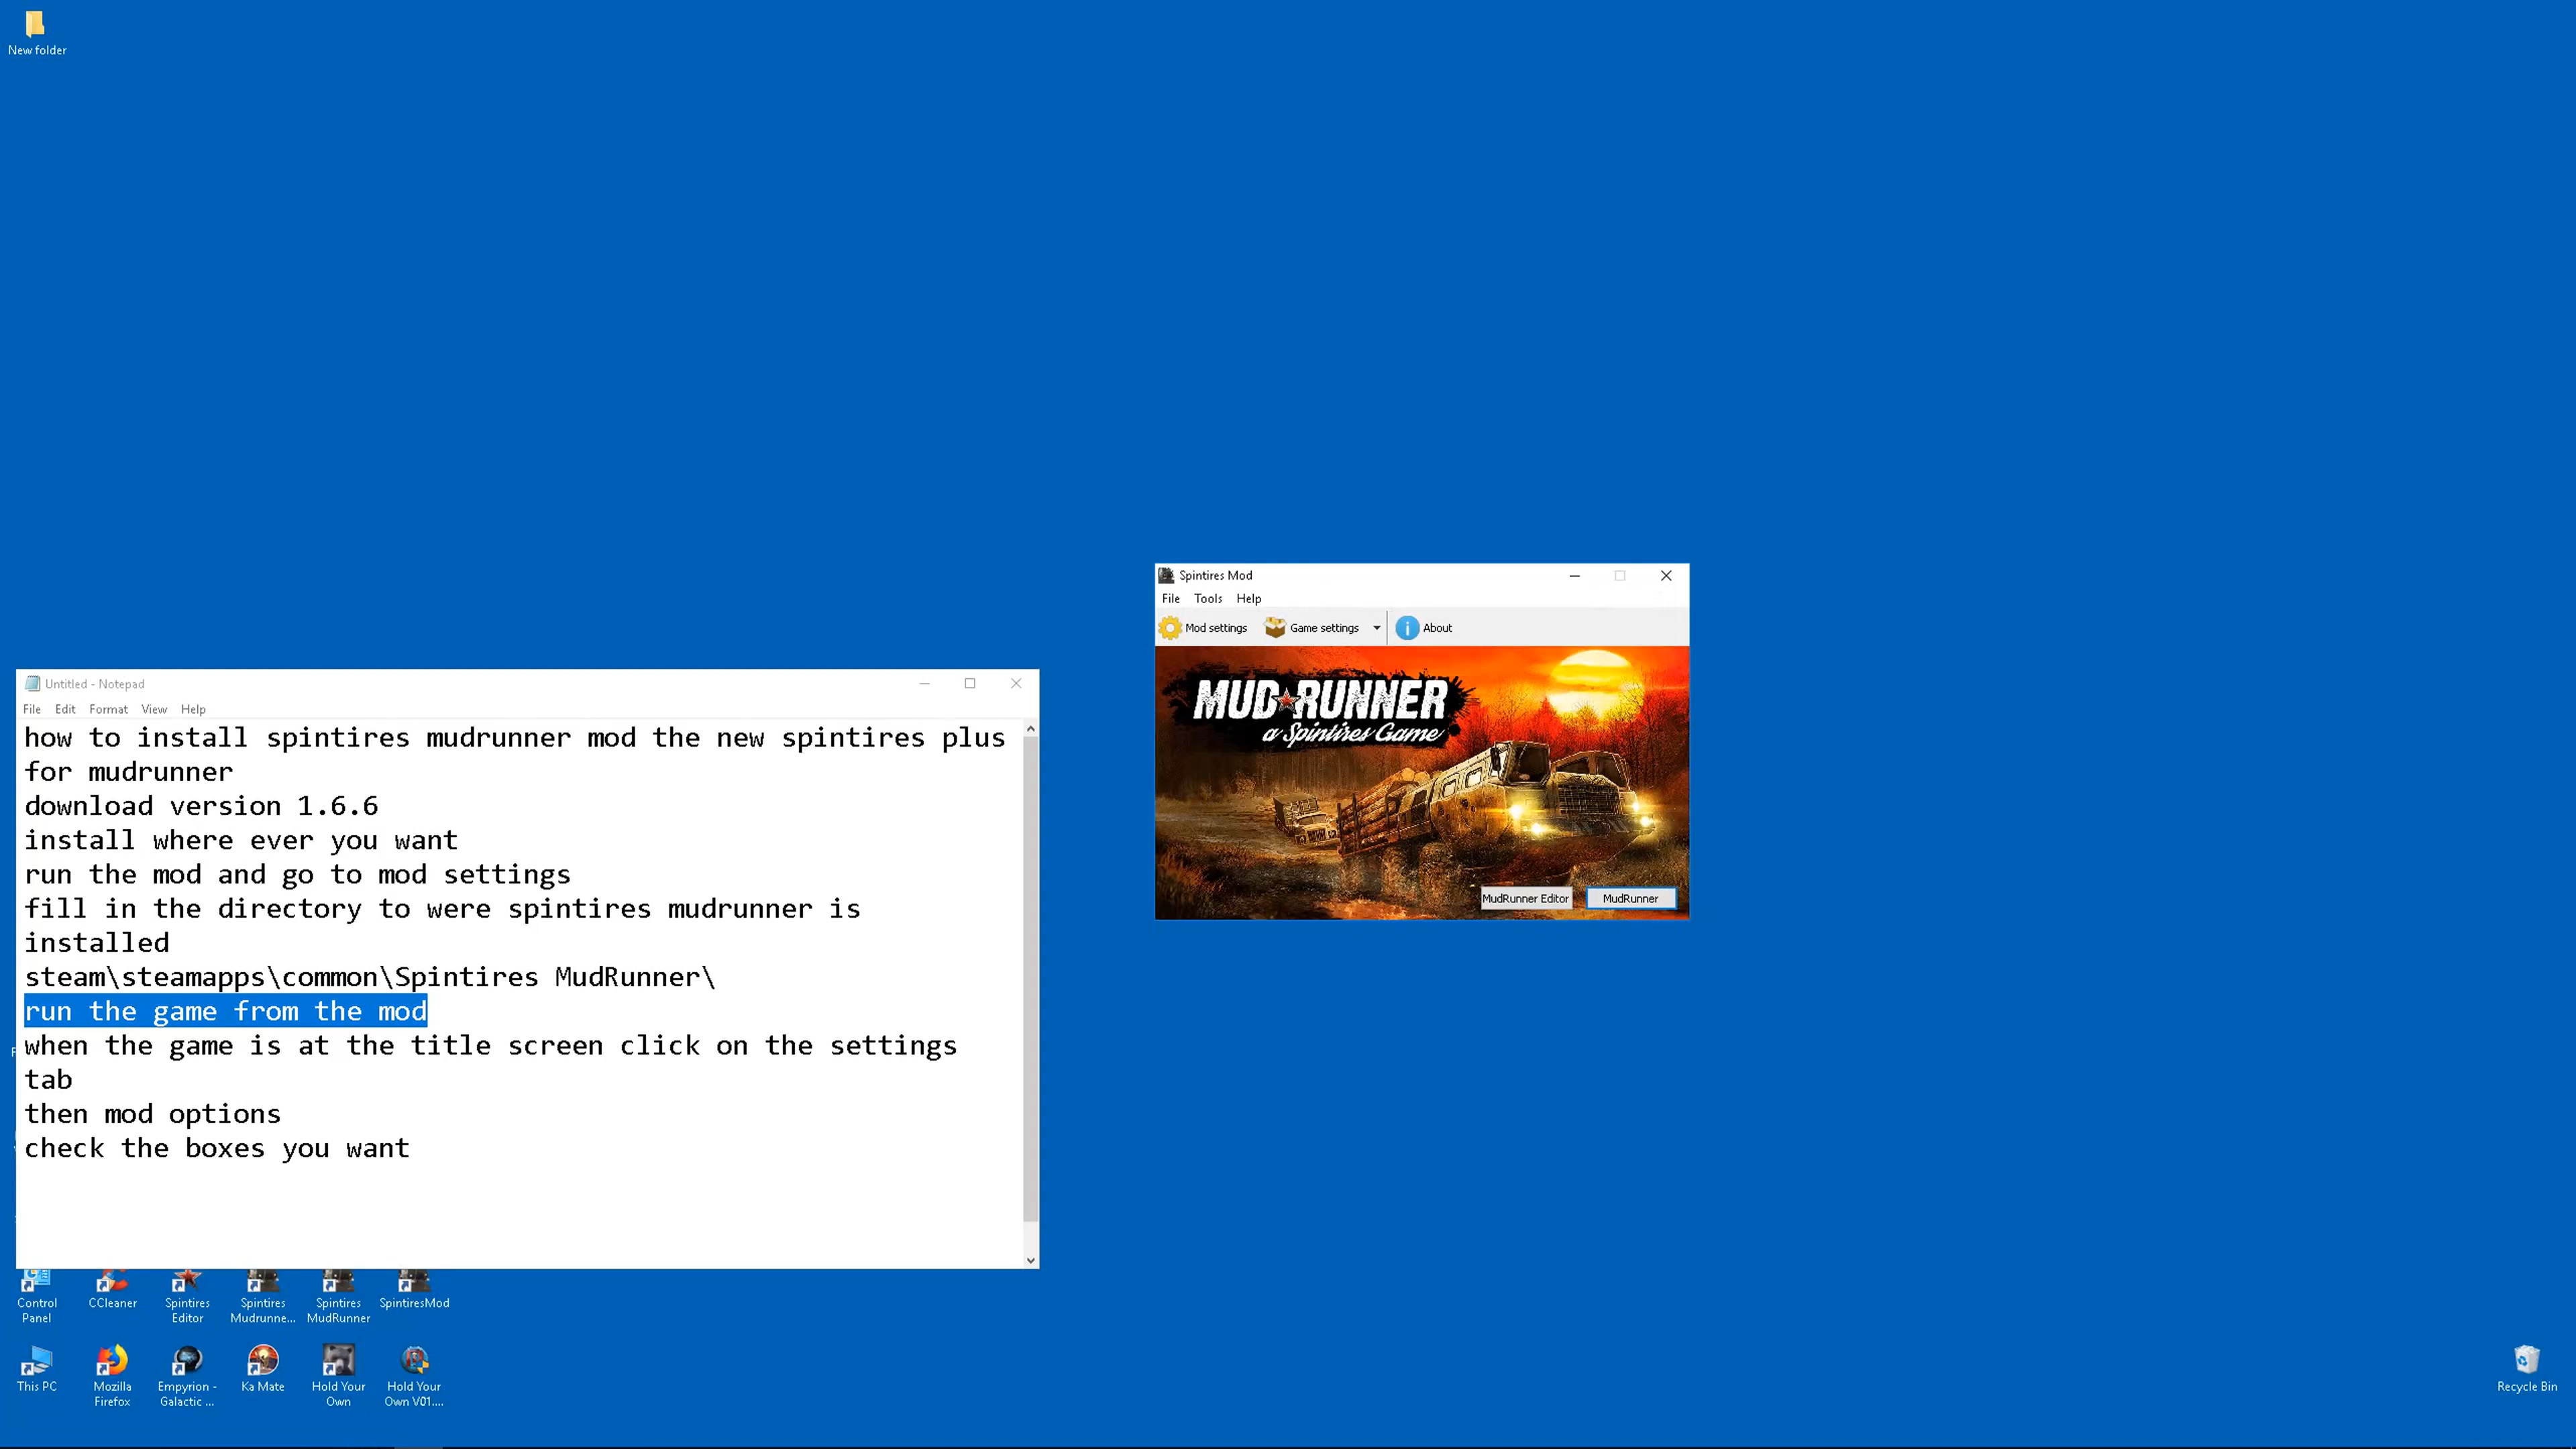 New folder
Spintires Mod
File Tools Help
Mod settings Game settings About
MUD RUNNER
a Spintires Game
MudRunner Editor MudRunner
Untitled - Notepad
File Edit Format View Help
how to install spintires mudrunner mod the new spintires plus
for mudrunner
download version 1.6.6
install where ever you want
run the mod and go to mod settings
fill in the directory to were spintires mudrunner is
installed
steam\steamapps\common\Spintires MudRunner\
run the game from the mod
when the game is at the title screen click on the settings
tab
then mod options
check the boxes you want
Control Panel
CCleaner
Spintires Editor
Spintires Mudrunne...
Spintires MudRunner
SpintiresMod
This PC
Mozilla Firefox
Empyrion - Galactic ...
Ka Mate
Hold Your Own
Hold Your Own V01....
Recycle Bin